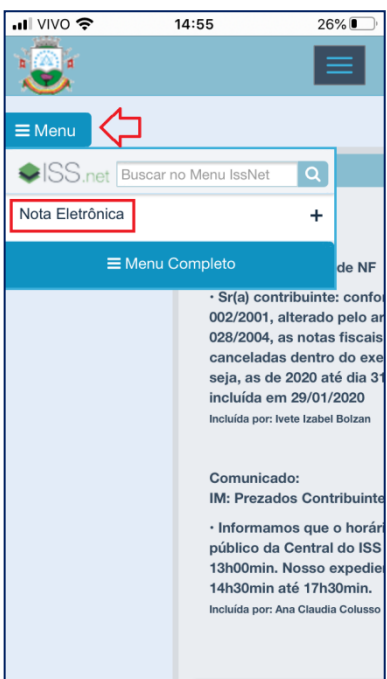 VIVO 14:55 26%
Menu
ISS.net Buscar no Menu IssNet
Nota Eletrônica +
Menu Completo
de NF
· Sr(a) contribuinte: confor
002/2001, alterado pelo ar
028/2004, as notas fiscais
canceladas dentro do exe
seja, as de 2020 até dia 31
incluída em 29/01/2020
Incluída por: Ivete Izabel Bolzan
Comunicado:
IM: Prezados Contribuinte
· Informamos que o horári
público da Central do ISS
13h00min. Nosso expedie
14h30min até 17h30min.
Incluída por: Ana Claudia Colusso